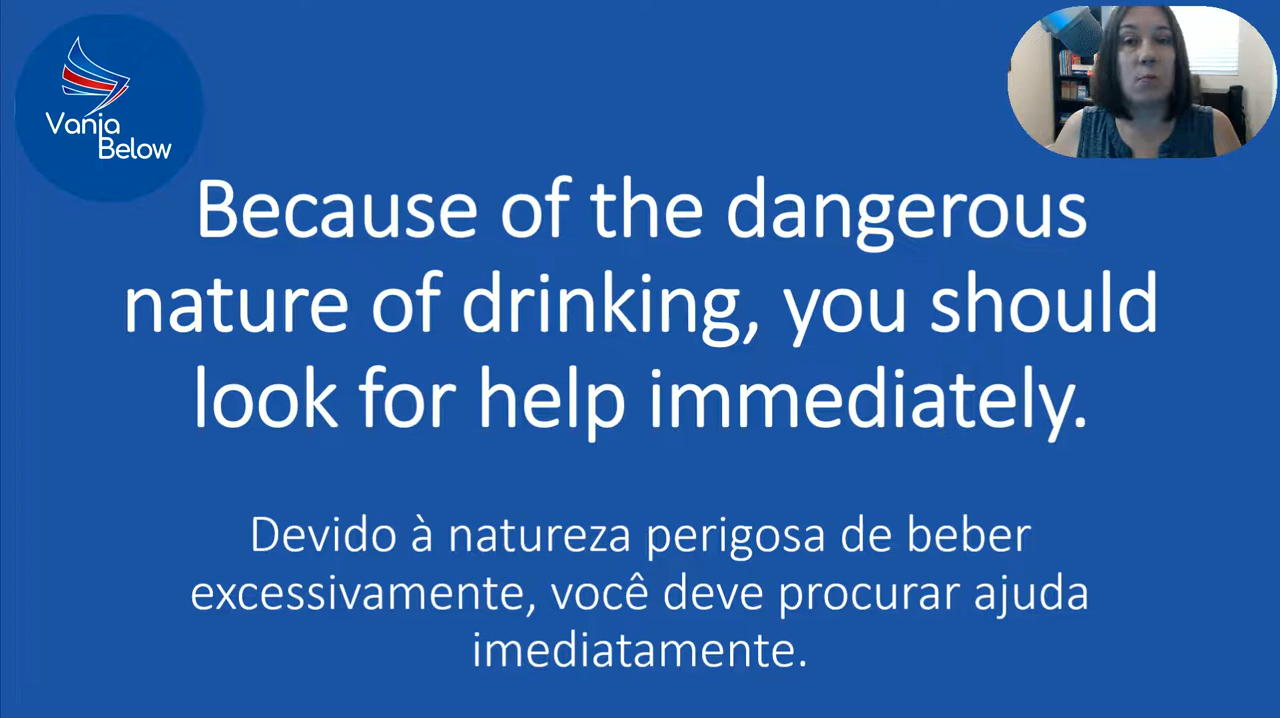 Vanja
Below
Because of the dangerous
nature of drinking, you should
look for help immediately.
Devido à natureza perigosa de beber
excessivamente, você deve procurar ajuda
imediatamente.